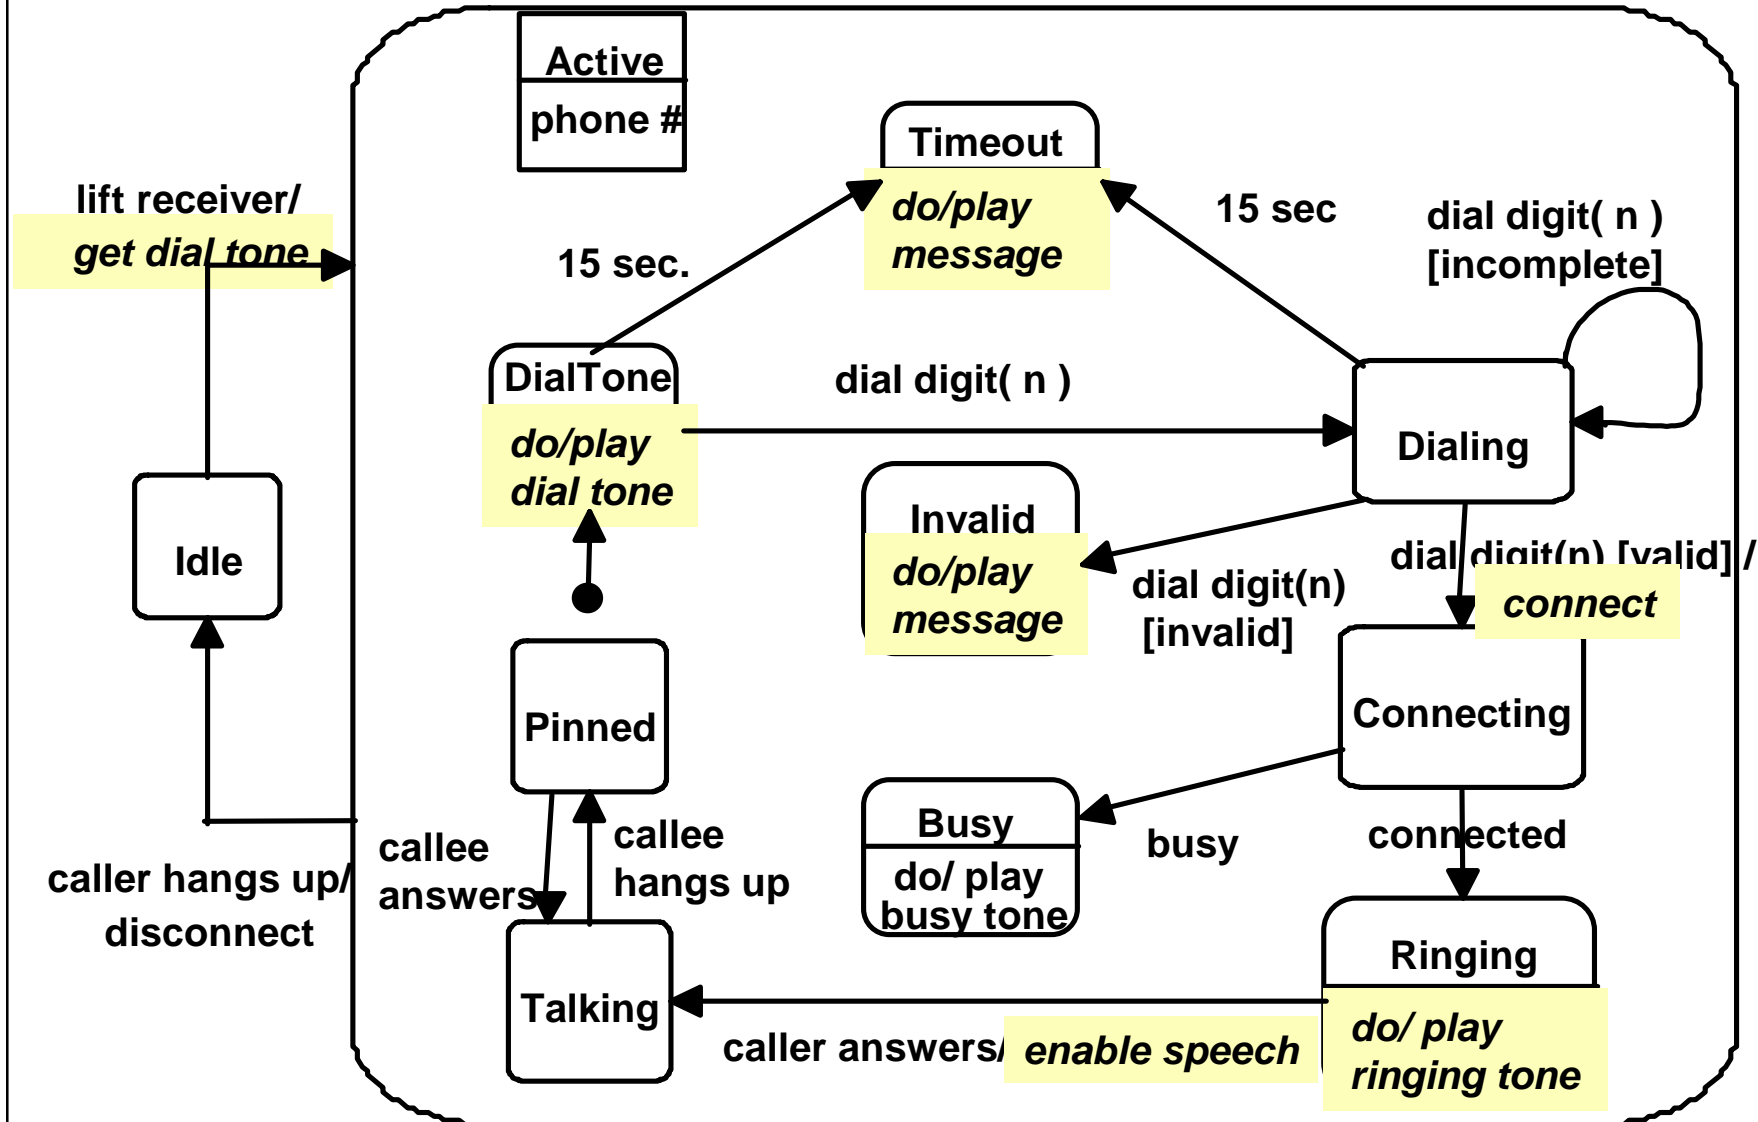 Active
phone #
Timeout
do/play
message
lift receiver/
get dial tone
15 sec.
15 sec
dial digit( n )
[incomplete]
DialTone
do/play
dial tone
dial digit( n )
Dialing
Idle
Invalid
do/play
message
dial digit(n)
[invalid]
dial digit(n) [valid] /
connect
Pinned
Connecting
callee
answers
callee
hangs up
Busy
do/ play
busy tone
busy
connected
caller hangs up/
disconnect
Talking
caller answers/ enable speech
Ringing
do/ play
ringing tone